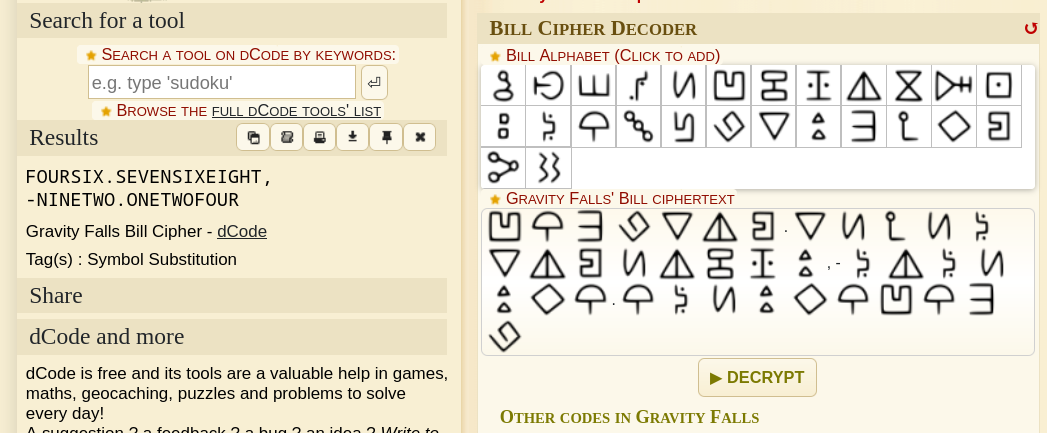 Search for a tool
★ Search a tool on dCode by keywords:
e.g. type 'sudoku'
★ Browse the full dCode tools' list
Results
FOURSIX.SEVENSIXEIGHT,
-NINETWO.ONETWOFOUR
Gravity Falls Bill Cipher - dCode
Tag(s) : Symbol Substitution
Share
dCode and more
dCode is free and its tools are a valuable help in games,
maths, geocaching, puzzles and problems to solve
every day!
A suggestion ? a feedback ? a bug ? an idea ? Write to
Bill Cipher Decoder
★ Bill Alphabet (Click to add)
★ Gravity Falls' Bill ciphertext
▶ DECRYPT
Other codes in Gravity Falls